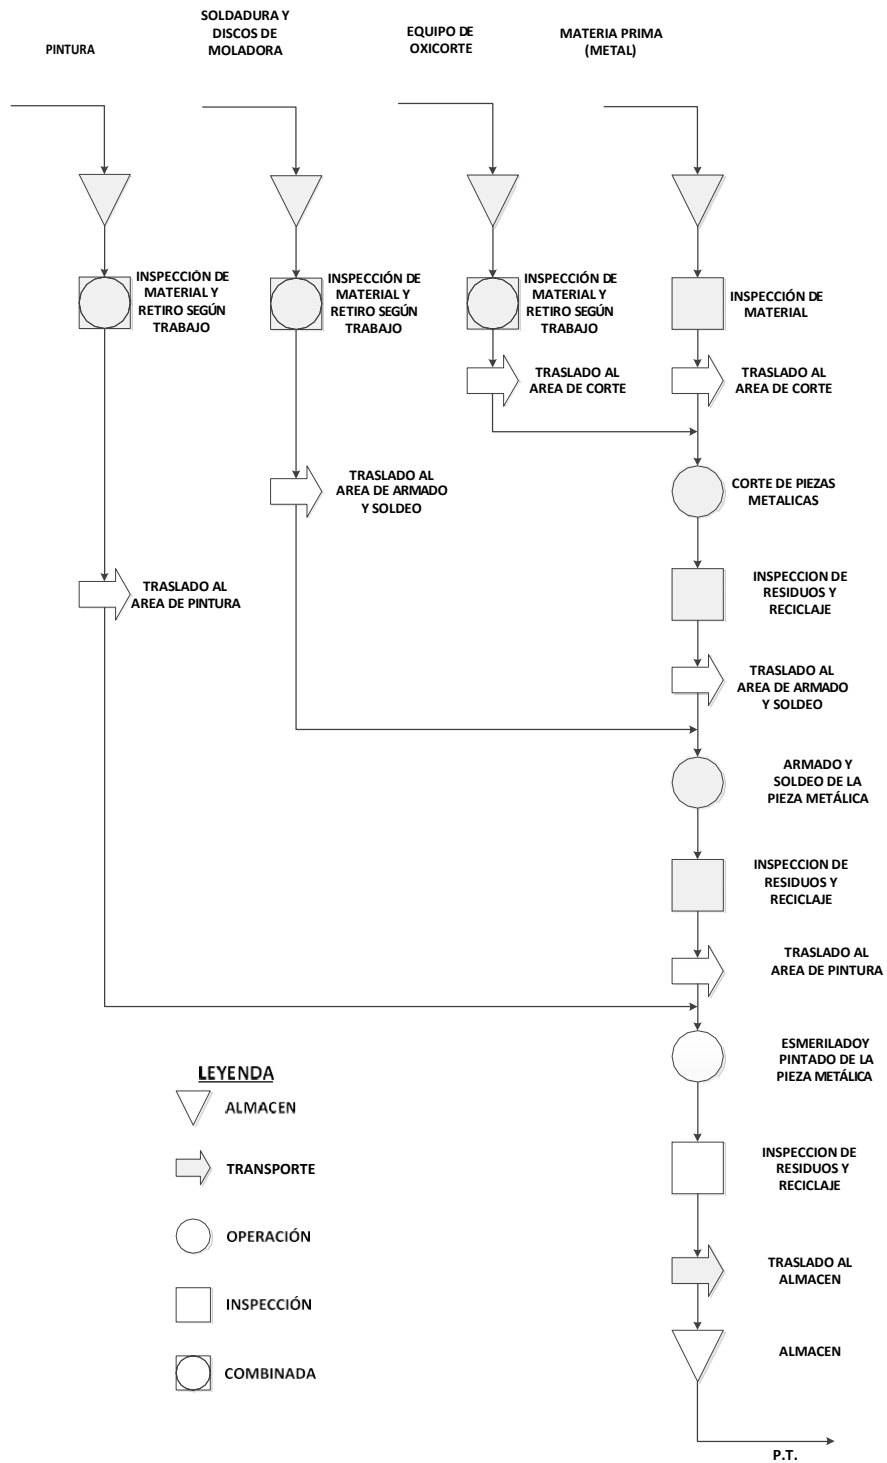 PINTURA
SOLDADURA Y
DISCOS DE
MOLADORA
EQUIPO DE
OXICORTE
MATERIA PRIMA
(METAL)
INSPECCIÓN DE
MATERIAL Y
RETIRO SEGÚN
TRABAJO
INSPECCIÓN DE
MATERIAL Y
RETIRO SEGÚN
TRABAJO
INSPECCIÓN DE
MATERIAL Y
RETIRO SEGÚN
TRABAJO
INSPECCIÓN DE
MATERIAL
TRASLADO AL
AREA DE CORTE
TRASLADO AL
AREA DE CORTE
TRASLADO AL
AREA DE ARMADO
Y SOLDEO
CORTE DE PIEZAS
METALICAS
TRASLADO AL
AREA DE PINTURA
INSPECCION DE
RESIDUOS Y
RECICLAJE
TRASLADO AL
AREA DE ARMADO
Y SOLDEO
ARMADO Y
SOLDEO DE LA
PIEZA METÁLICA
INSPECCION DE
RESIDUOS Y
RECICLAJE
TRASLADO AL
AREA DE PINTURA
ESMERILADOY
PINTADO DE LA
PIEZA METÁLICA
INSPECCION DE
RESIDUOS Y
RECICLAJE
TRASLADO AL
ALMACEN
ALMACEN
P.T.
LEYENDA
ALMACEN
TRANSPORTE
OPERACIÓN
INSPECCIÓN
COMBINADA